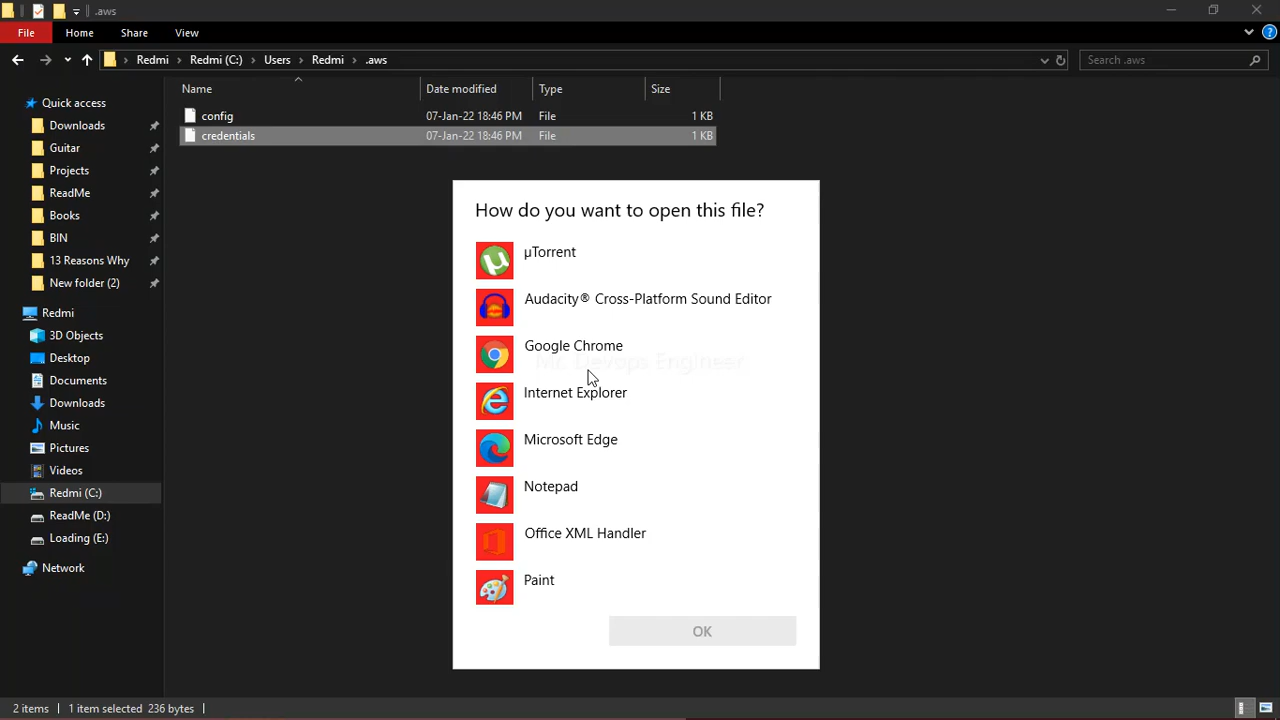 .aws
File
Home
Share
View
Redmi
Redmi (C:)
Users
Redmi
.aws
Search .aws
Name
Date modified
Type
Size
config
07-Jan-22 18:46 PM
File
1 KB
credentials
07-Jan-22 18:46 PM
File
1 KB
Quick access
Downloads
Guitar
Projects
ReadMe
Books
BIN
13 Reasons Why
New folder (2)
Redmi
3D Objects
Desktop
Documents
Downloads
Music
Pictures
Videos
Redmi (C:)
ReadMe (D:)
Loading (E:)
Network
How do you want to open this file?
µTorrent
Audacity® Cross-Platform Sound Editor
Google Chrome
Mr. Devops Engineer
Internet Explorer
Microsoft Edge
Notepad
Office XML Handler
Paint
OK
2 items
1 item selected 236 bytes